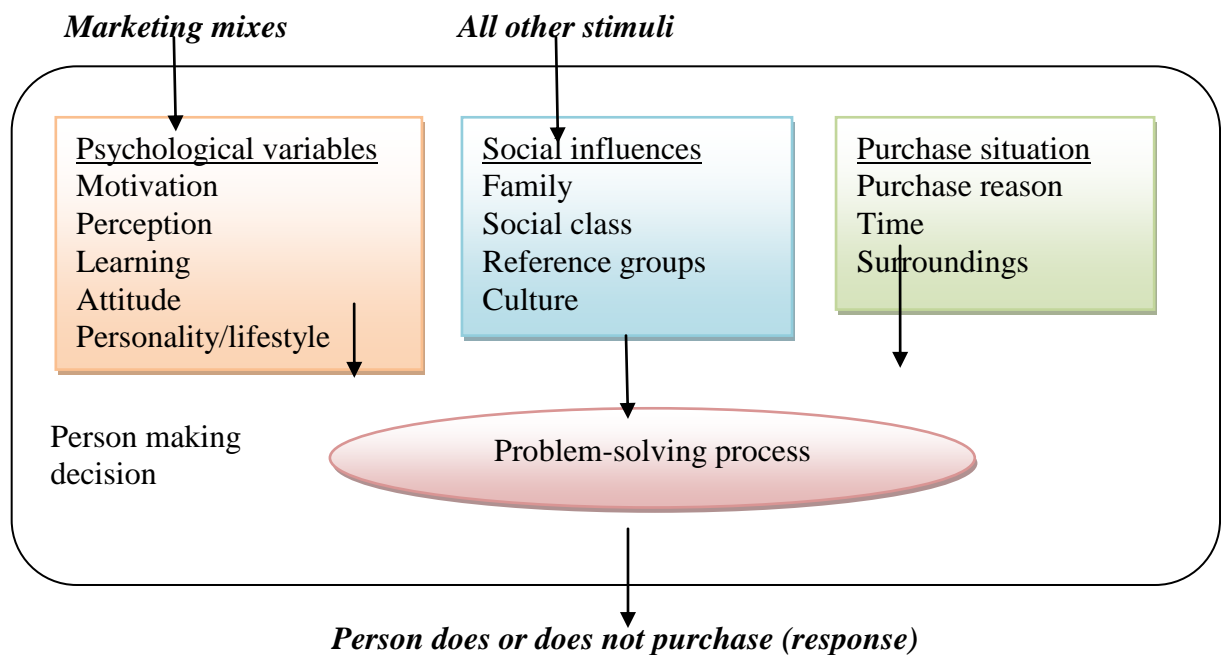 Marketing mixes
All other stimuli
Psychological variables
Motivation
Perception
Learning
Attitude
Personality/lifestyle
Social influences
Family
Social class
Reference groups
Culture
Purchase situation
Purchase reason
Time
Surroundings
Person making
decision
Problem-solving process
Person does or does not purchase (response)